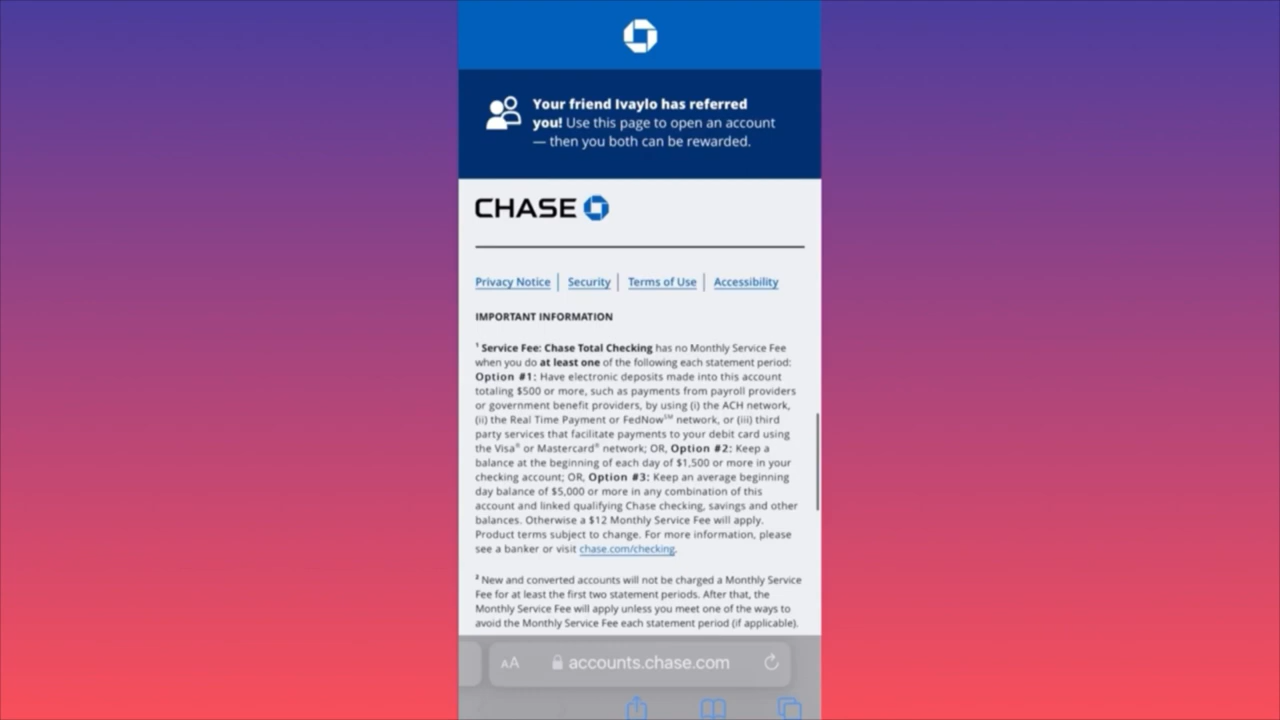 Your friend Ivaylo has referred
you! Use this page to open an account
— then you both can be rewarded.
CHASE
Privacy Notice | Security | Terms of Use | Accessibility
IMPORTANT INFORMATION
¹ Service Fee: Chase Total Checking has no Monthly Service Fee
when you do at least one of the following each statement period:
Option #1: Have electronic deposits made into this account
totaling $500 or more, such as payments from payroll providers
or government benefit providers, by using (i) the ACH network,
(ii) the Real Time Payment or FedNow℠ network, or (iii) third
party services that facilitate payments to your debit card using
the Visa® or Mastercard® network; OR, Option #2: Keep a
balance at the beginning of each day of $1,500 or more in your
checking account; OR, Option #3: Keep an average beginning
day balance of $5,000 or more in any combination of this
account and linked qualifying Chase checking, savings and other
balances. Otherwise a $12 Monthly Service Fee will apply.
Product terms subject to change. For more information, please
see a banker or visit chase.com/checking.
² New and converted accounts will not be charged a Monthly Service
Fee for at least the first two statement periods. After that, the
Monthly Service Fee will apply unless you meet one of the ways to
avoid the Monthly Service Fee each statement period (if applicable).
AA accounts.chase.com